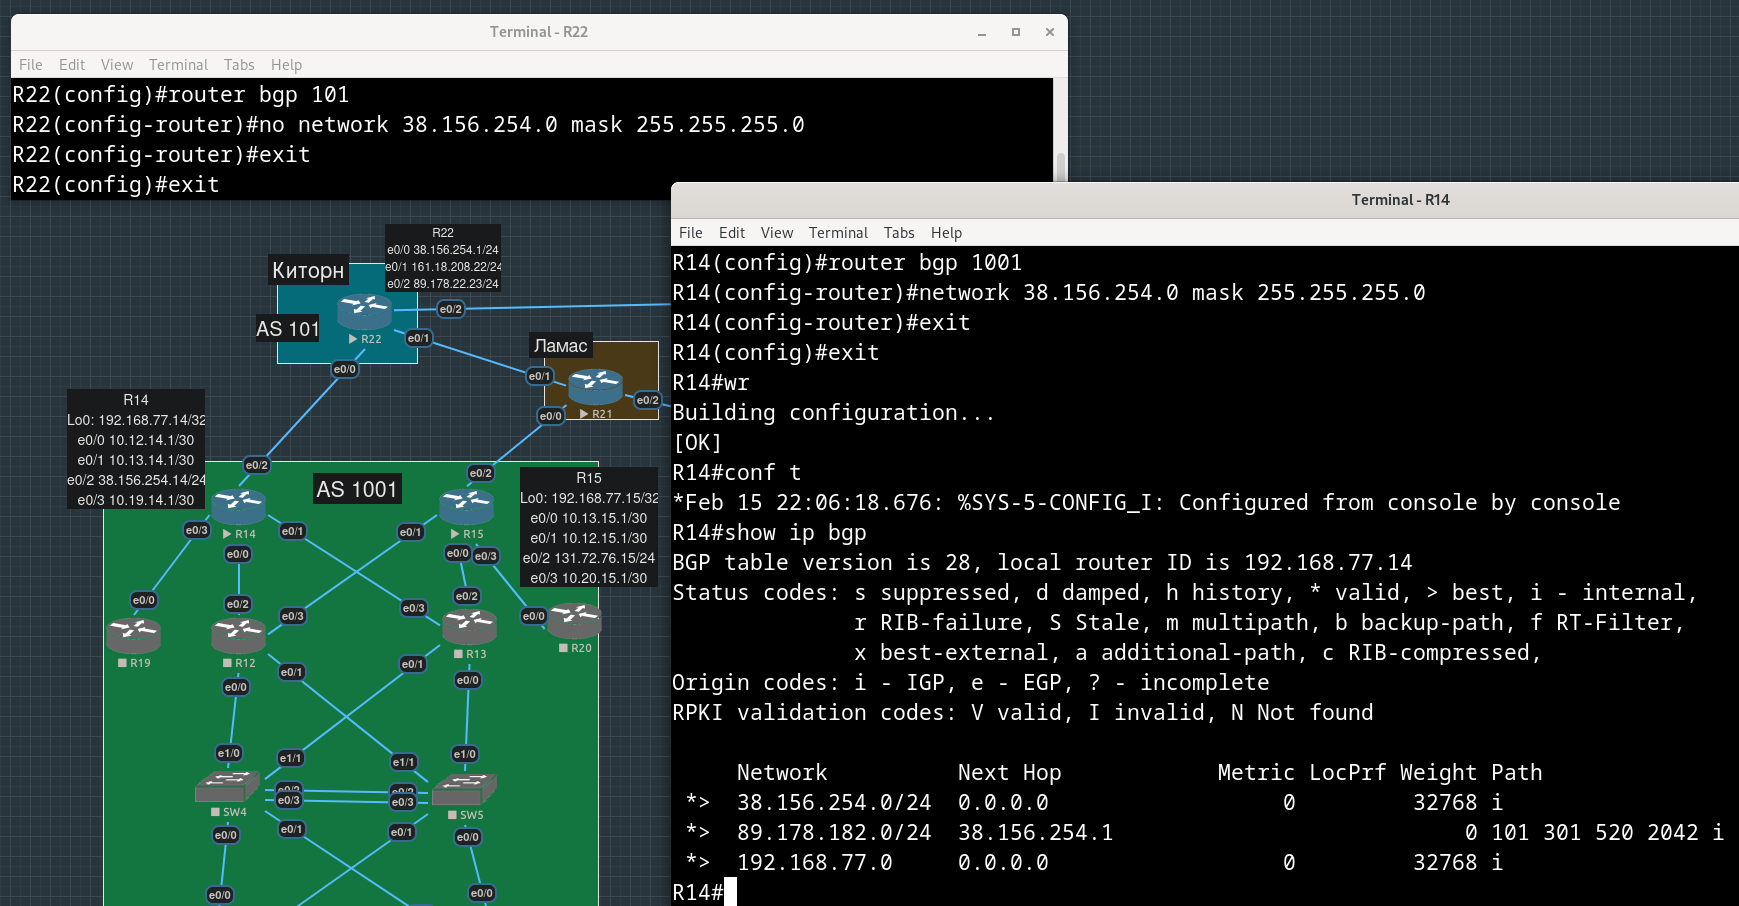 Terminal - R22
File Edit View Terminal Tabs Help
R22(config)#router bgp 101
R22(config-router)#no network 38.156.254.0 mask 255.255.255.0
R22(config-router)#exit
R22(config)#exit
Terminal - R14
File Edit View Terminal Tabs Help
R14(config)#router bgp 1001
R14(config-router)#network 38.156.254.0 mask 255.255.255.0
R14(config-router)#exit
R14(config)#exit
R14#wr
Building configuration...
[OK]
R14#conf t
*Feb 15 22:06:18.676: %SYS-5-CONFIG_I: Configured from console by console
R14#show ip bgp
BGP table version is 28, local router ID is 192.168.77.14
Status codes: s suppressed, d damped, h history, * valid, > best, i - internal,
r RIB-failure, S Stale, m multipath, b backup-path, f RT-Filter,
x best-external, a additional-path, c RIB-compressed,
Origin codes: i - IGP, e - EGP, ? - incomplete
RPKI validation codes: V valid, I invalid, N Not found
Network Next Hop Metric LocPrf Weight Path
*> 38.156.254.0/24 0.0.0.0 0 32768 i
*> 89.178.182.0/24 38.156.254.1 0 101 301 520 2042 i
*> 192.168.77.0 0.0.0.0 0 32768 i
R14#
R22
e0/0 38.156.254.1/24
e0/1 161.18.208.22/24
e0/2 89.178.22.23/24
Киторн
AS 101
R22
e0/2
e0/1
e0/0
Ламас
e0/1
R21
e0/2
e0/0
R14
Lo0: 192.168.77.14/32
e0/0 10.12.14.1/30
e0/1 10.13.14.1/30
e0/2 38.156.254.14/24
e0/3 10.19.14.1/30
AS 1001
R15
Lo0: 192.168.77.15/32
e0/0 10.13.15.1/30
e0/1 10.12.15.1/30
e0/2 131.72.76.15/24
e0/3 10.20.15.1/30
e0/2
e0/2
e0/3
R14
e0/1
e0/1
R15
e0/0
e0/0
e0/3
e0/0
e0/2
e0/3
e0/3
e0/2
e0/0
R19
R12
R13
R20
e0/0
e0/1
e0/1
e0/0
e1/0
e1/1
e1/1
e1/0
e0/2
e0/3
e0/2
e0/3
SW4
SW5
e0/0
e0/1
e0/1
e0/0
e0/0
e0/0